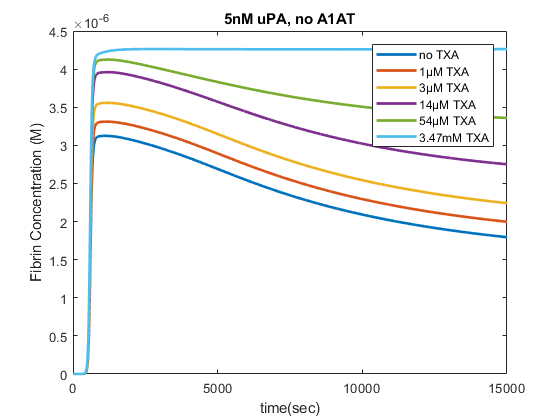 5nM uPA, no A1AT
×10⁻⁶
4.5
4
3.5
3
2.5
2
1.5
1
0.5
0
Fibrin Concentration (M)
no TXA
1μM TXA
3μM TXA
14μM TXA
54μM TXA
3.47mM TXA
0 5000 10000 15000
time(sec)